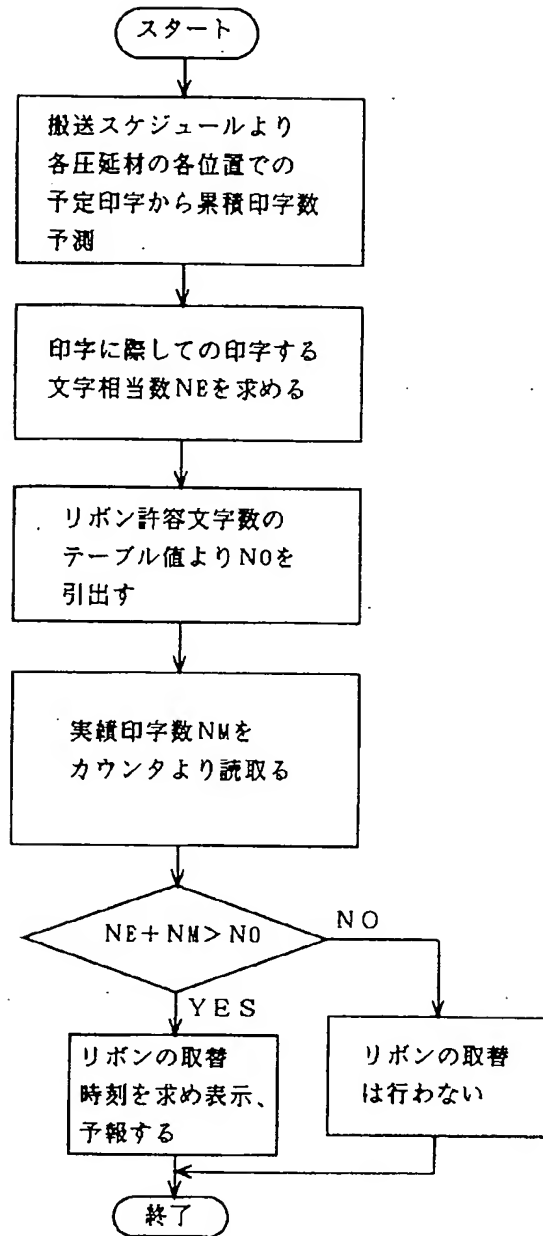 スタート
搬送スケジュールより
各圧延材の各位置での
予定印字から累積印字数
予測
印字に際しての印字する
文字相当数NEを求める
リボン許容文字数の
テーブル値よりN0を
引出す
実績印字数NMを
カウンタより読取る
NE+NM>N0
NO
YES
リボンの取替
時刻を求め表示、
予報する
リボンの取替
は行わない
終了